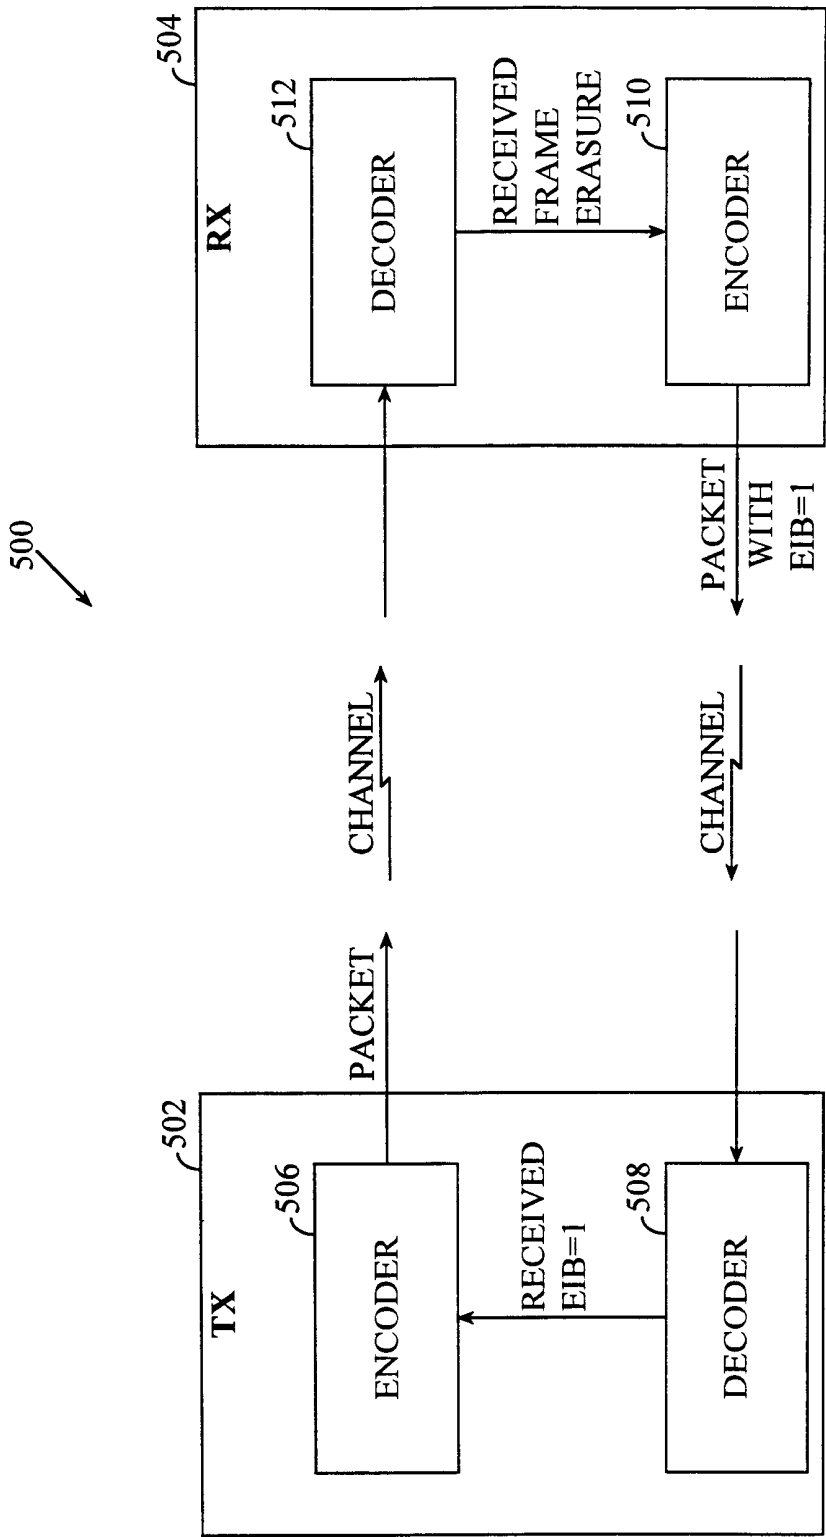 500
502
TX
506
ENCODER
RECEIVED
EIB=1
508
DECODER
PACKET
CHANNEL
CHANNEL
504
RX
512
DECODER
RECEIVED
FRAME
ERASURE
510
ENCODER
PACKET
WITH
EIB=1